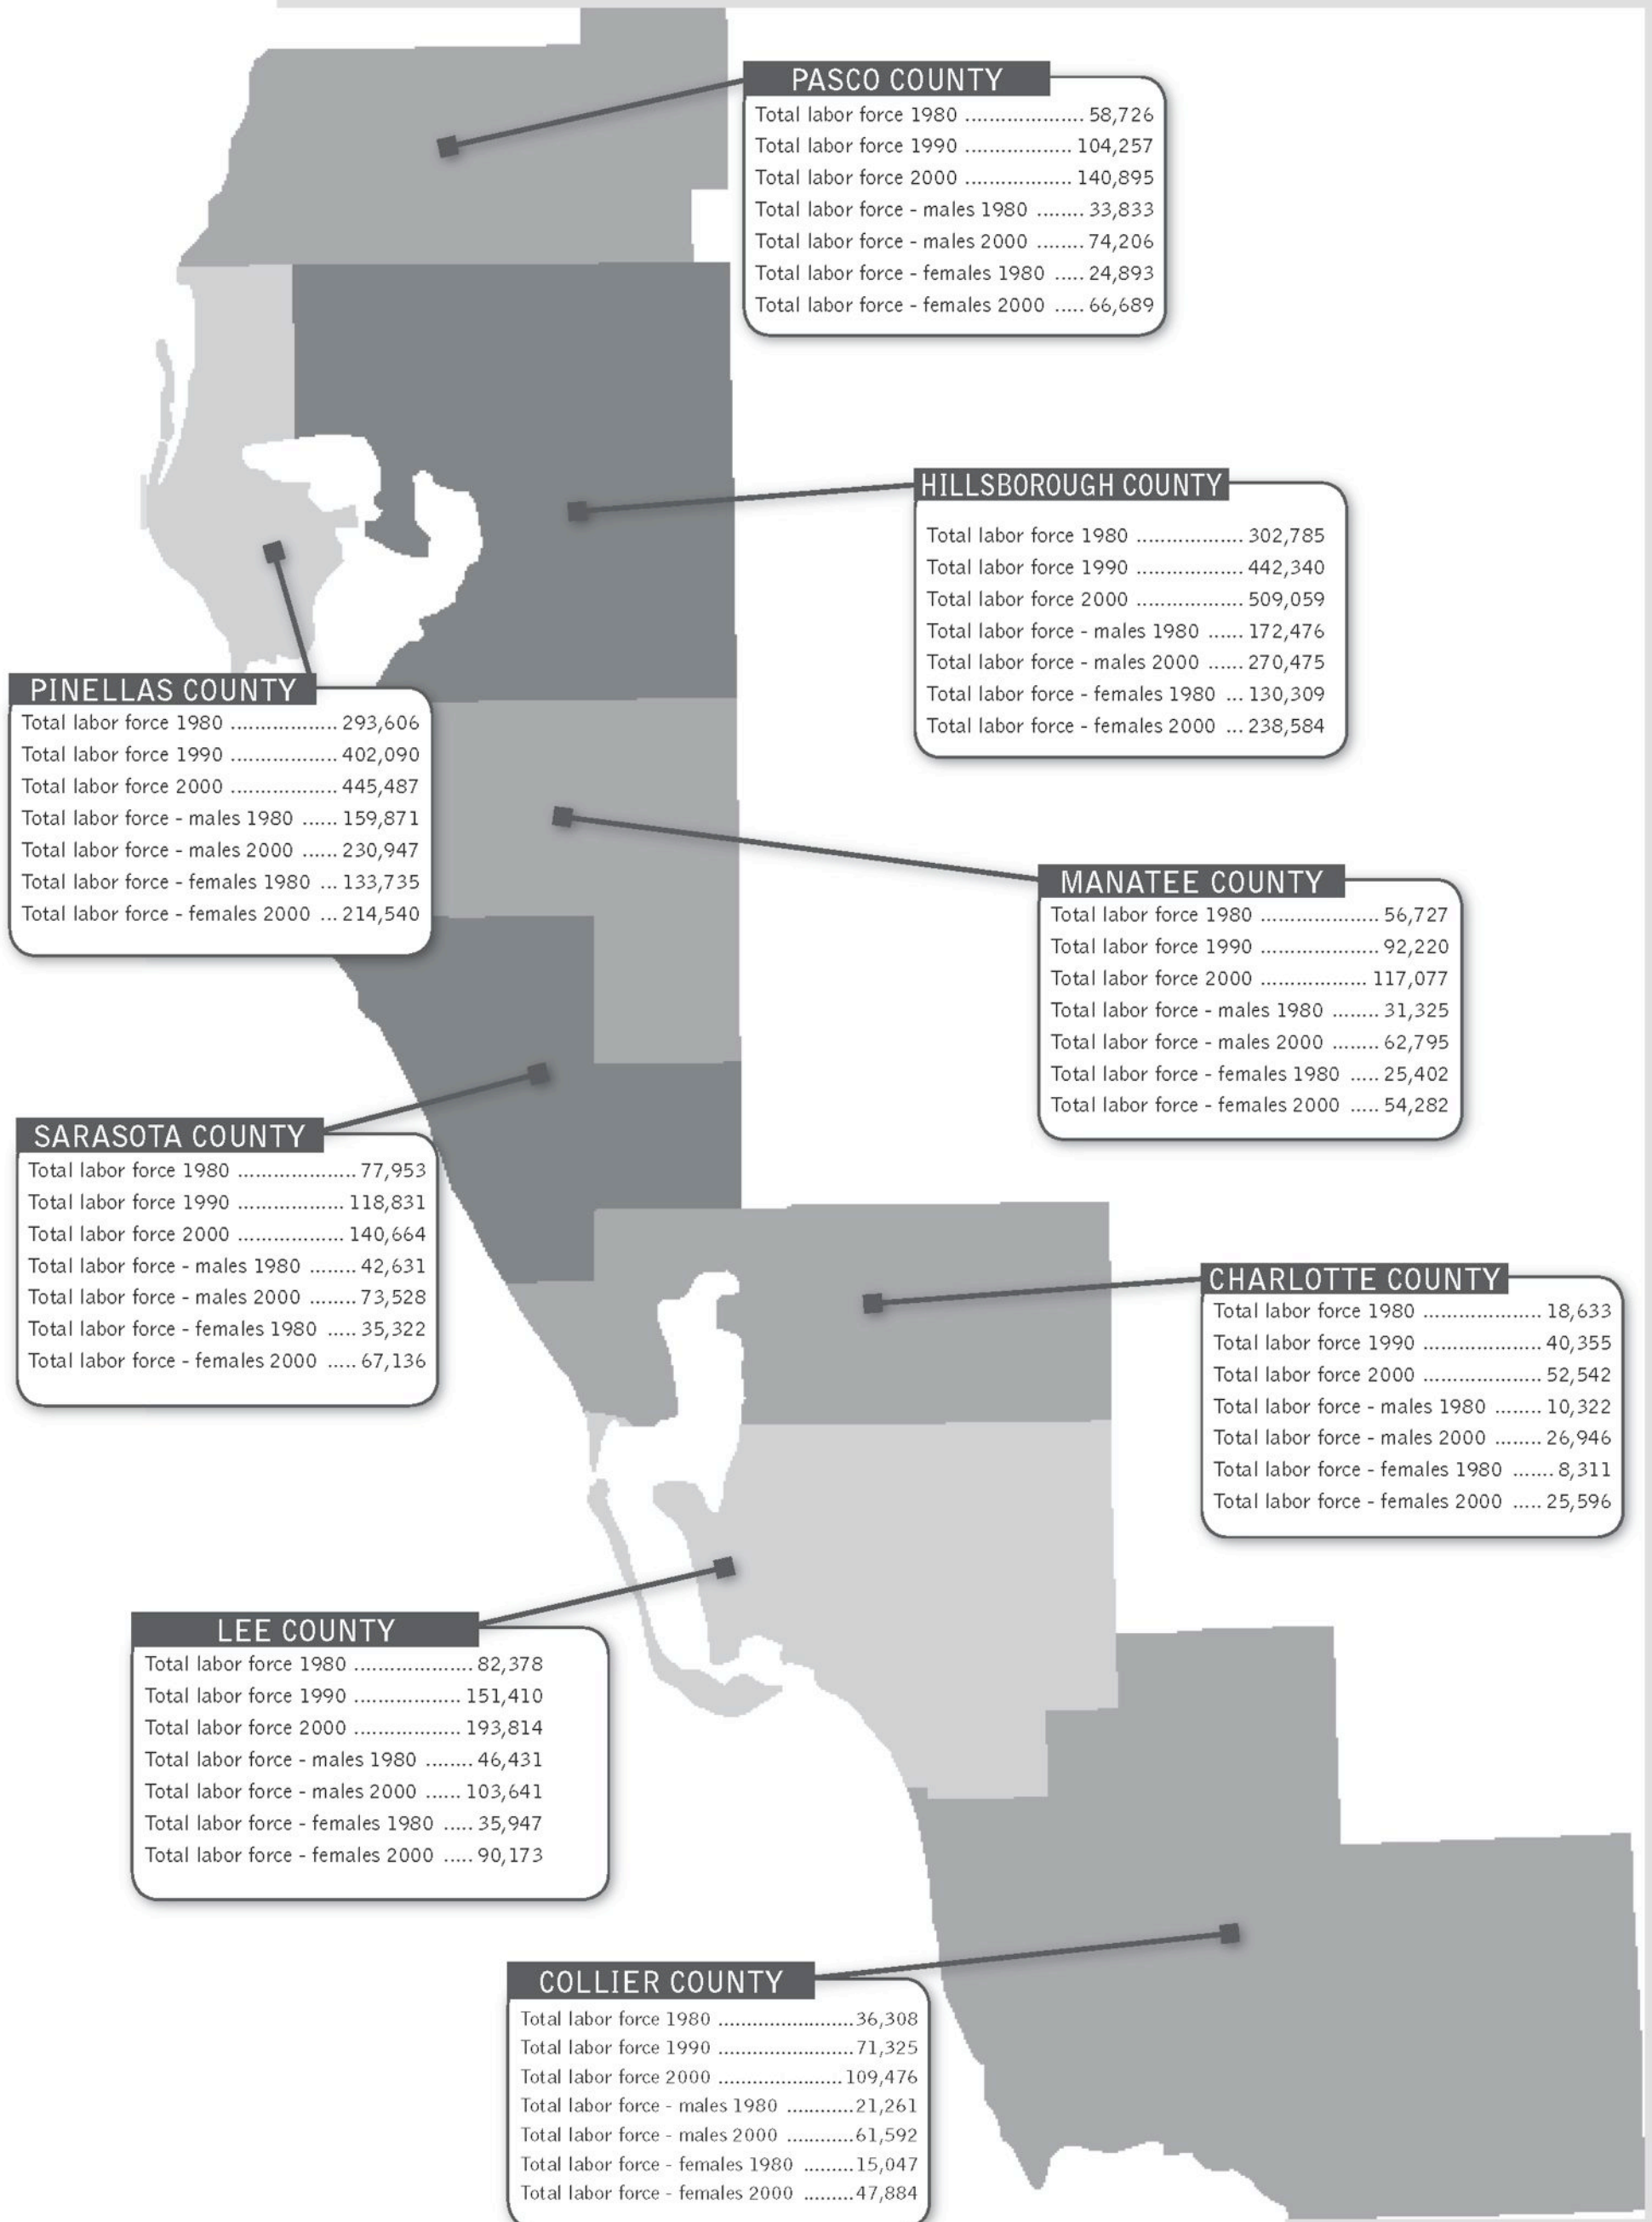 PASCO COUNTY
Total labor force 1980 ................... 58,726
Total labor force 1990 ................. 104,257
Total labor force 2000 ................. 140,895
Total labor force - males 1980 ........ 33,833
Total labor force - males 2000 ........ 74,206
Total labor force - females 1980 ..... 24,893
Total labor force - females 2000 ..... 66,689
HILLSBOROUGH COUNTY
Total labor force 1980 ................. 302,785
Total labor force 1990 ................. 442,340
Total labor force 2000 ................. 509,059
Total labor force - males 1980 ...... 172,476
Total labor force - males 2000 ...... 270,475
Total labor force - females 1980 ... 130,309
Total labor force - females 2000 ... 238,584
PINELLAS COUNTY
Total labor force 1980 ................. 293,606
Total labor force 1990 ................. 402,090
Total labor force 2000 ................. 445,487
Total labor force - males 1980 ...... 159,871
Total labor force - males 2000 ...... 230,947
Total labor force - females 1980 ... 133,735
Total labor force - females 2000 ... 214,540
MANATEE COUNTY
Total labor force 1980 ................... 56,727
Total labor force 1990 ................... 92,220
Total labor force 2000 ................. 117,077
Total labor force - males 1980 ........ 31,325
Total labor force - males 2000 ........ 62,795
Total labor force - females 1980 ..... 25,402
Total labor force - females 2000 ..... 54,282
SARASOTA COUNTY
Total labor force 1980 ................... 77,953
Total labor force 1990 ................. 118,831
Total labor force 2000 ................. 140,664
Total labor force - males 1980 ........ 42,631
Total labor force - males 2000 ........ 73,528
Total labor force - females 1980 ..... 35,322
Total labor force - females 2000 ..... 67,136
CHARLOTTE COUNTY
Total labor force 1980 ................... 18,633
Total labor force 1990 ................... 40,355
Total labor force 2000 ................... 52,542
Total labor force - males 1980 ........ 10,322
Total labor force - males 2000 ........ 26,946
Total labor force - females 1980 ....... 8,311
Total labor force - females 2000 ..... 25,596
LEE COUNTY
Total labor force 1980 ................... 82,378
Total labor force 1990 ................. 151,410
Total labor force 2000 ................. 193,814
Total labor force - males 1980 ........ 46,431
Total labor force - males 2000 ...... 103,641
Total labor force - females 1980 ..... 35,947
Total labor force - females 2000 ..... 90,173
COLLIER COUNTY
Total labor force 1980 ........................36,308
Total labor force 1990 ........................71,325
Total labor force 2000 ......................109,476
Total labor force - males 1980 ............21,261
Total labor force - males 2000 ............61,592
Total labor force - females 1980 .........15,047
Total labor force - females 2000 .........47,884